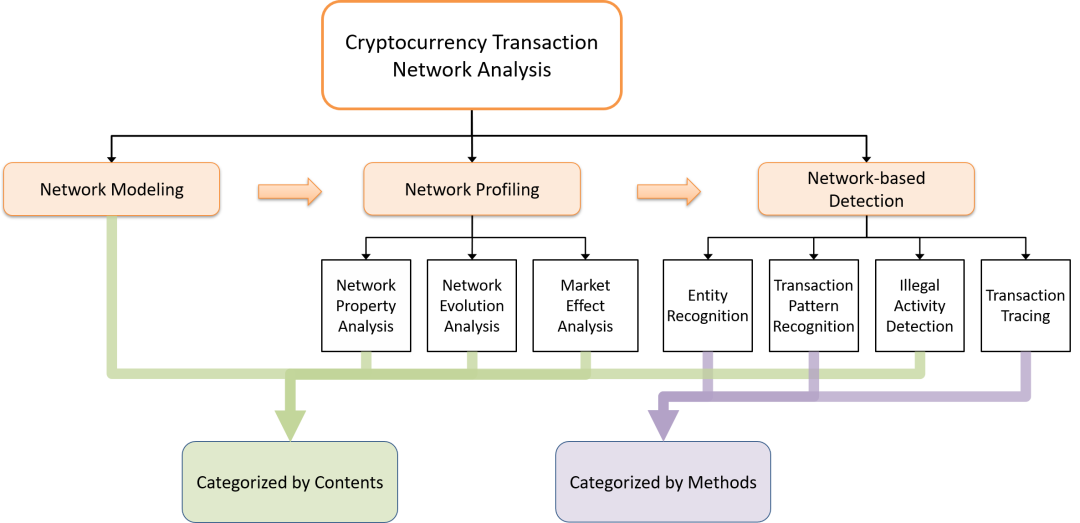 Cryptocurrency Transaction
Network Analysis
Network Modeling
Network Profiling
Network-based
Detection
Network
Property
Analysis
Network
Evolution
Analysis
Market
Effect
Analysis
Entity
Recognition
Transaction
Pattern
Recognition
Illegal
Activity
Detection
Transaction
Tracing
Categorized by Contents
Categorized by Methods